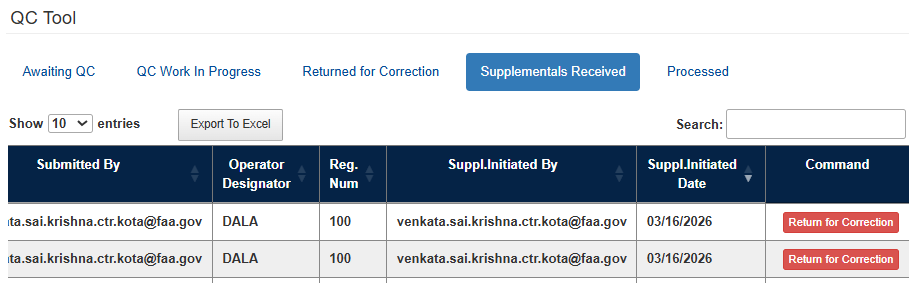 QC Tool
Awaiting QC QC Work In Progress Returned for Correction Supplementals Received Processed
Show 10 entries Export To Excel Search:
Submitted By Operator Designator Reg. Num Suppl.Initiated By Suppl.Initiated Date Command
ata.sai.krishna.ctr.kota@faa.gov DALA 100 venkata.sai.krishna.ctr.kota@faa.gov 03/16/2026 Return for Correction
ata.sai.krishna.ctr.kota@faa.gov DALA 100 venkata.sai.krishna.ctr.kota@faa.gov 03/16/2026 Return for Correction